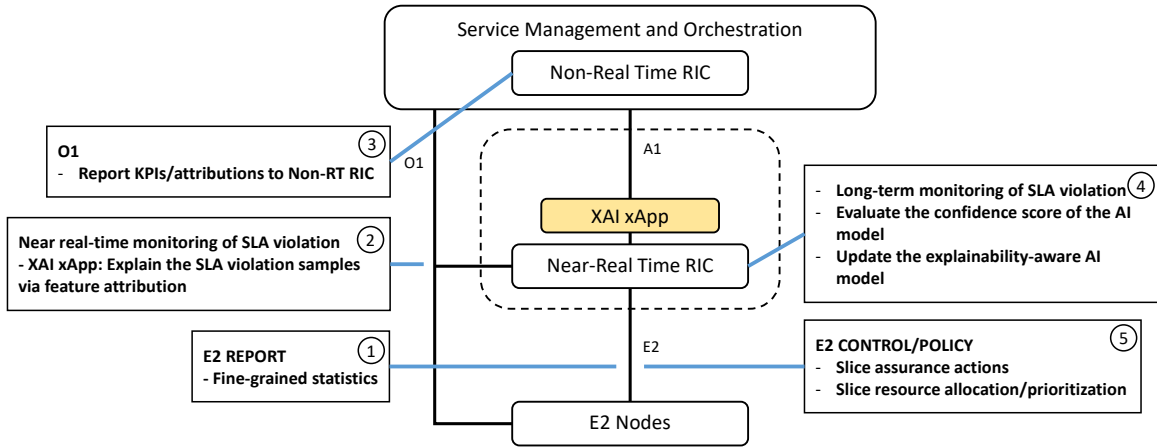 Service Management and Orchestration
Non-Real Time RIC
3
O1
- Report KPIs/attributions to Non-RT RIC
O1
A1
4
- Long-term monitoring of SLA violation
- Evaluate the confidence score of the AI
model
- Update the explainability-aware AI
model
XAI xApp
2
Near real-time monitoring of SLA violation
- XAI xApp: Explain the SLA violation samples
via feature attribution
Near-Real Time RIC
1
E2 REPORT
- Fine-grained statistics
E2
5
E2 CONTROL/POLICY
- Slice assurance actions
- Slice resource allocation/prioritization
E2 Nodes